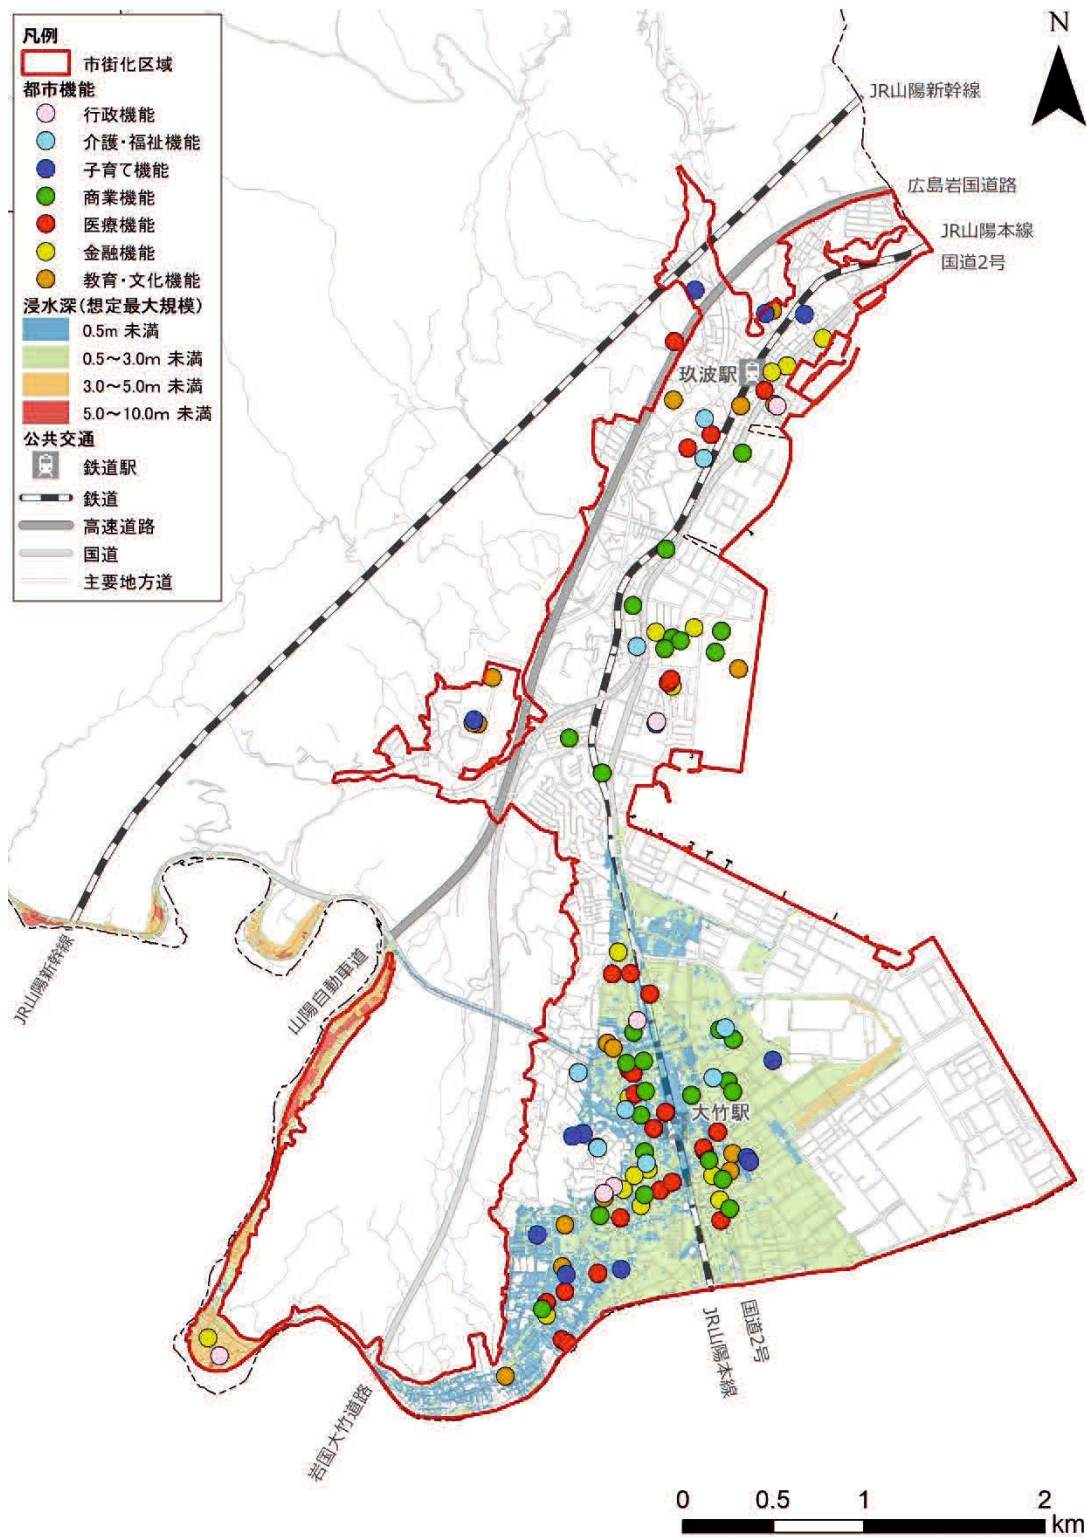 凡例
市街化区域
都市機能
行政機能
介護・福祉機能
子育て機能
商業機能
医療機能
金融機能
教育・文化機能
浸水深(想定最大規模)
0.5m 未満
0.5～3.0m 未満
3.0～5.0m 未満
5.0～10.0m 未満
公共交通
鉄道駅
鉄道
高速道路
国道
主要地方道
N
JR山陽新幹線
広島岩国道路
JR山陽本線
国道2号
玖波駅
JR山陽新幹線
山陽自動車道
大竹駅
岩国大竹道路
JR山陽本線
国道2号
0 0.5 1 2
km